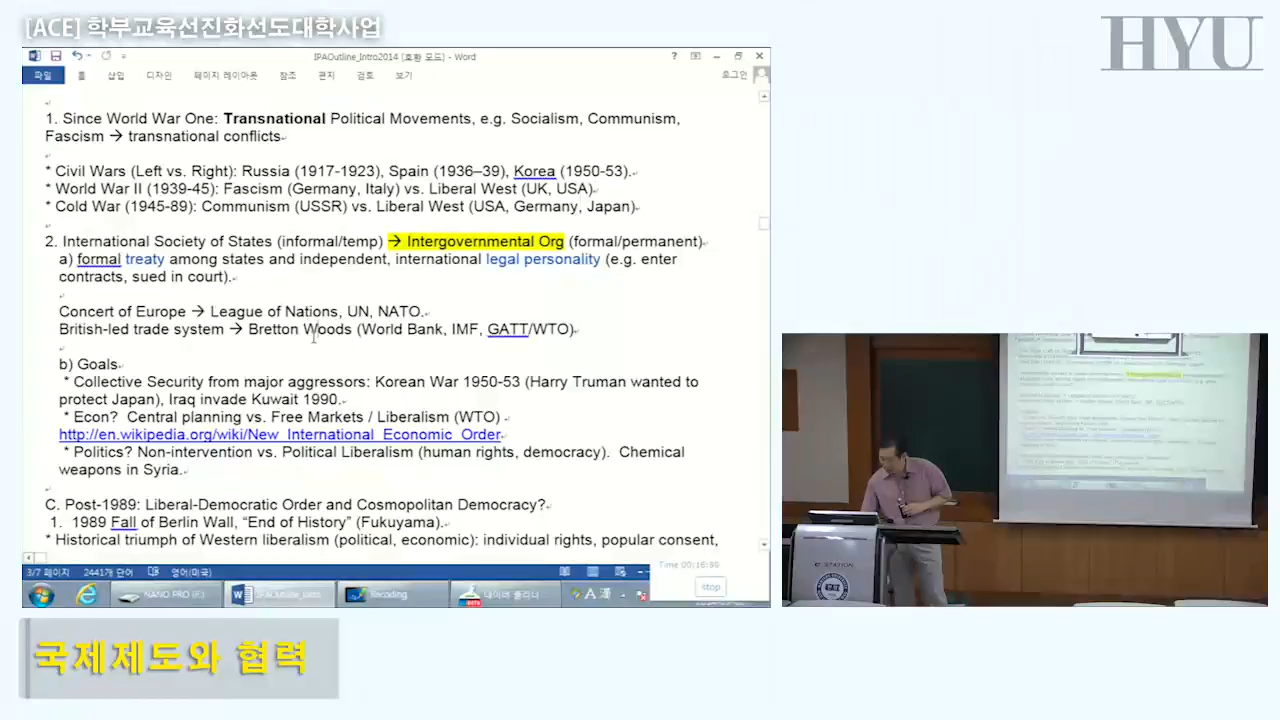 [ACE] 학부교육선진화선도대학사업
HYU
IPAOutline_Intro2014 [호환 모드] - Word
파일 홈 삽입 디자인 페이지 레이아웃 참조 편지 검토 보기 로그인
1. Since World War One: Transnational Political Movements, e.g. Socialism, Communism,
Fascism → transnational conflicts
* Civil Wars (Left vs. Right): Russia (1917-1923), Spain (1936–39), Korea (1950-53).
* World War II (1939-45): Fascism (Germany, Italy) vs. Liberal West (UK, USA)
* Cold War (1945-89): Communism (USSR) vs. Liberal West (USA, Germany, Japan)
2. International Society of States (informal/temp) → Intergovernmental Org (formal/permanent)
a) formal treaty among states and independent, international legal personality (e.g. enter
contracts, sued in court).
Concert of Europe → League of Nations, UN, NATO.
British-led trade system → Bretton Woods (World Bank, IMF, GATT/WTO)
b) Goals
* Collective Security from major aggressors: Korean War 1950-53 (Harry Truman wanted to
protect Japan), Iraq invade Kuwait 1990.
* Econ? Central planning vs. Free Markets / Liberalism (WTO)
http://en.wikipedia.org/wiki/New_International_Economic_Order
* Politics? Non-intervention vs. Political Liberalism (human rights, democracy). Chemical
weapons in Syria.
C. Post-1989: Liberal-Democratic Order and Cosmopolitan Democracy?
1. 1989 Fall of Berlin Wall, “End of History” (Fukuyama).
* Historical triumph of Western liberalism (political, economic): individual rights, popular consent,
3/7 페이지 2441개 단어 영어(미국)
Time 00:16:50
stop
NANO PRO (F:) IPAOutline_Intro Recoding
국제제도와 협력